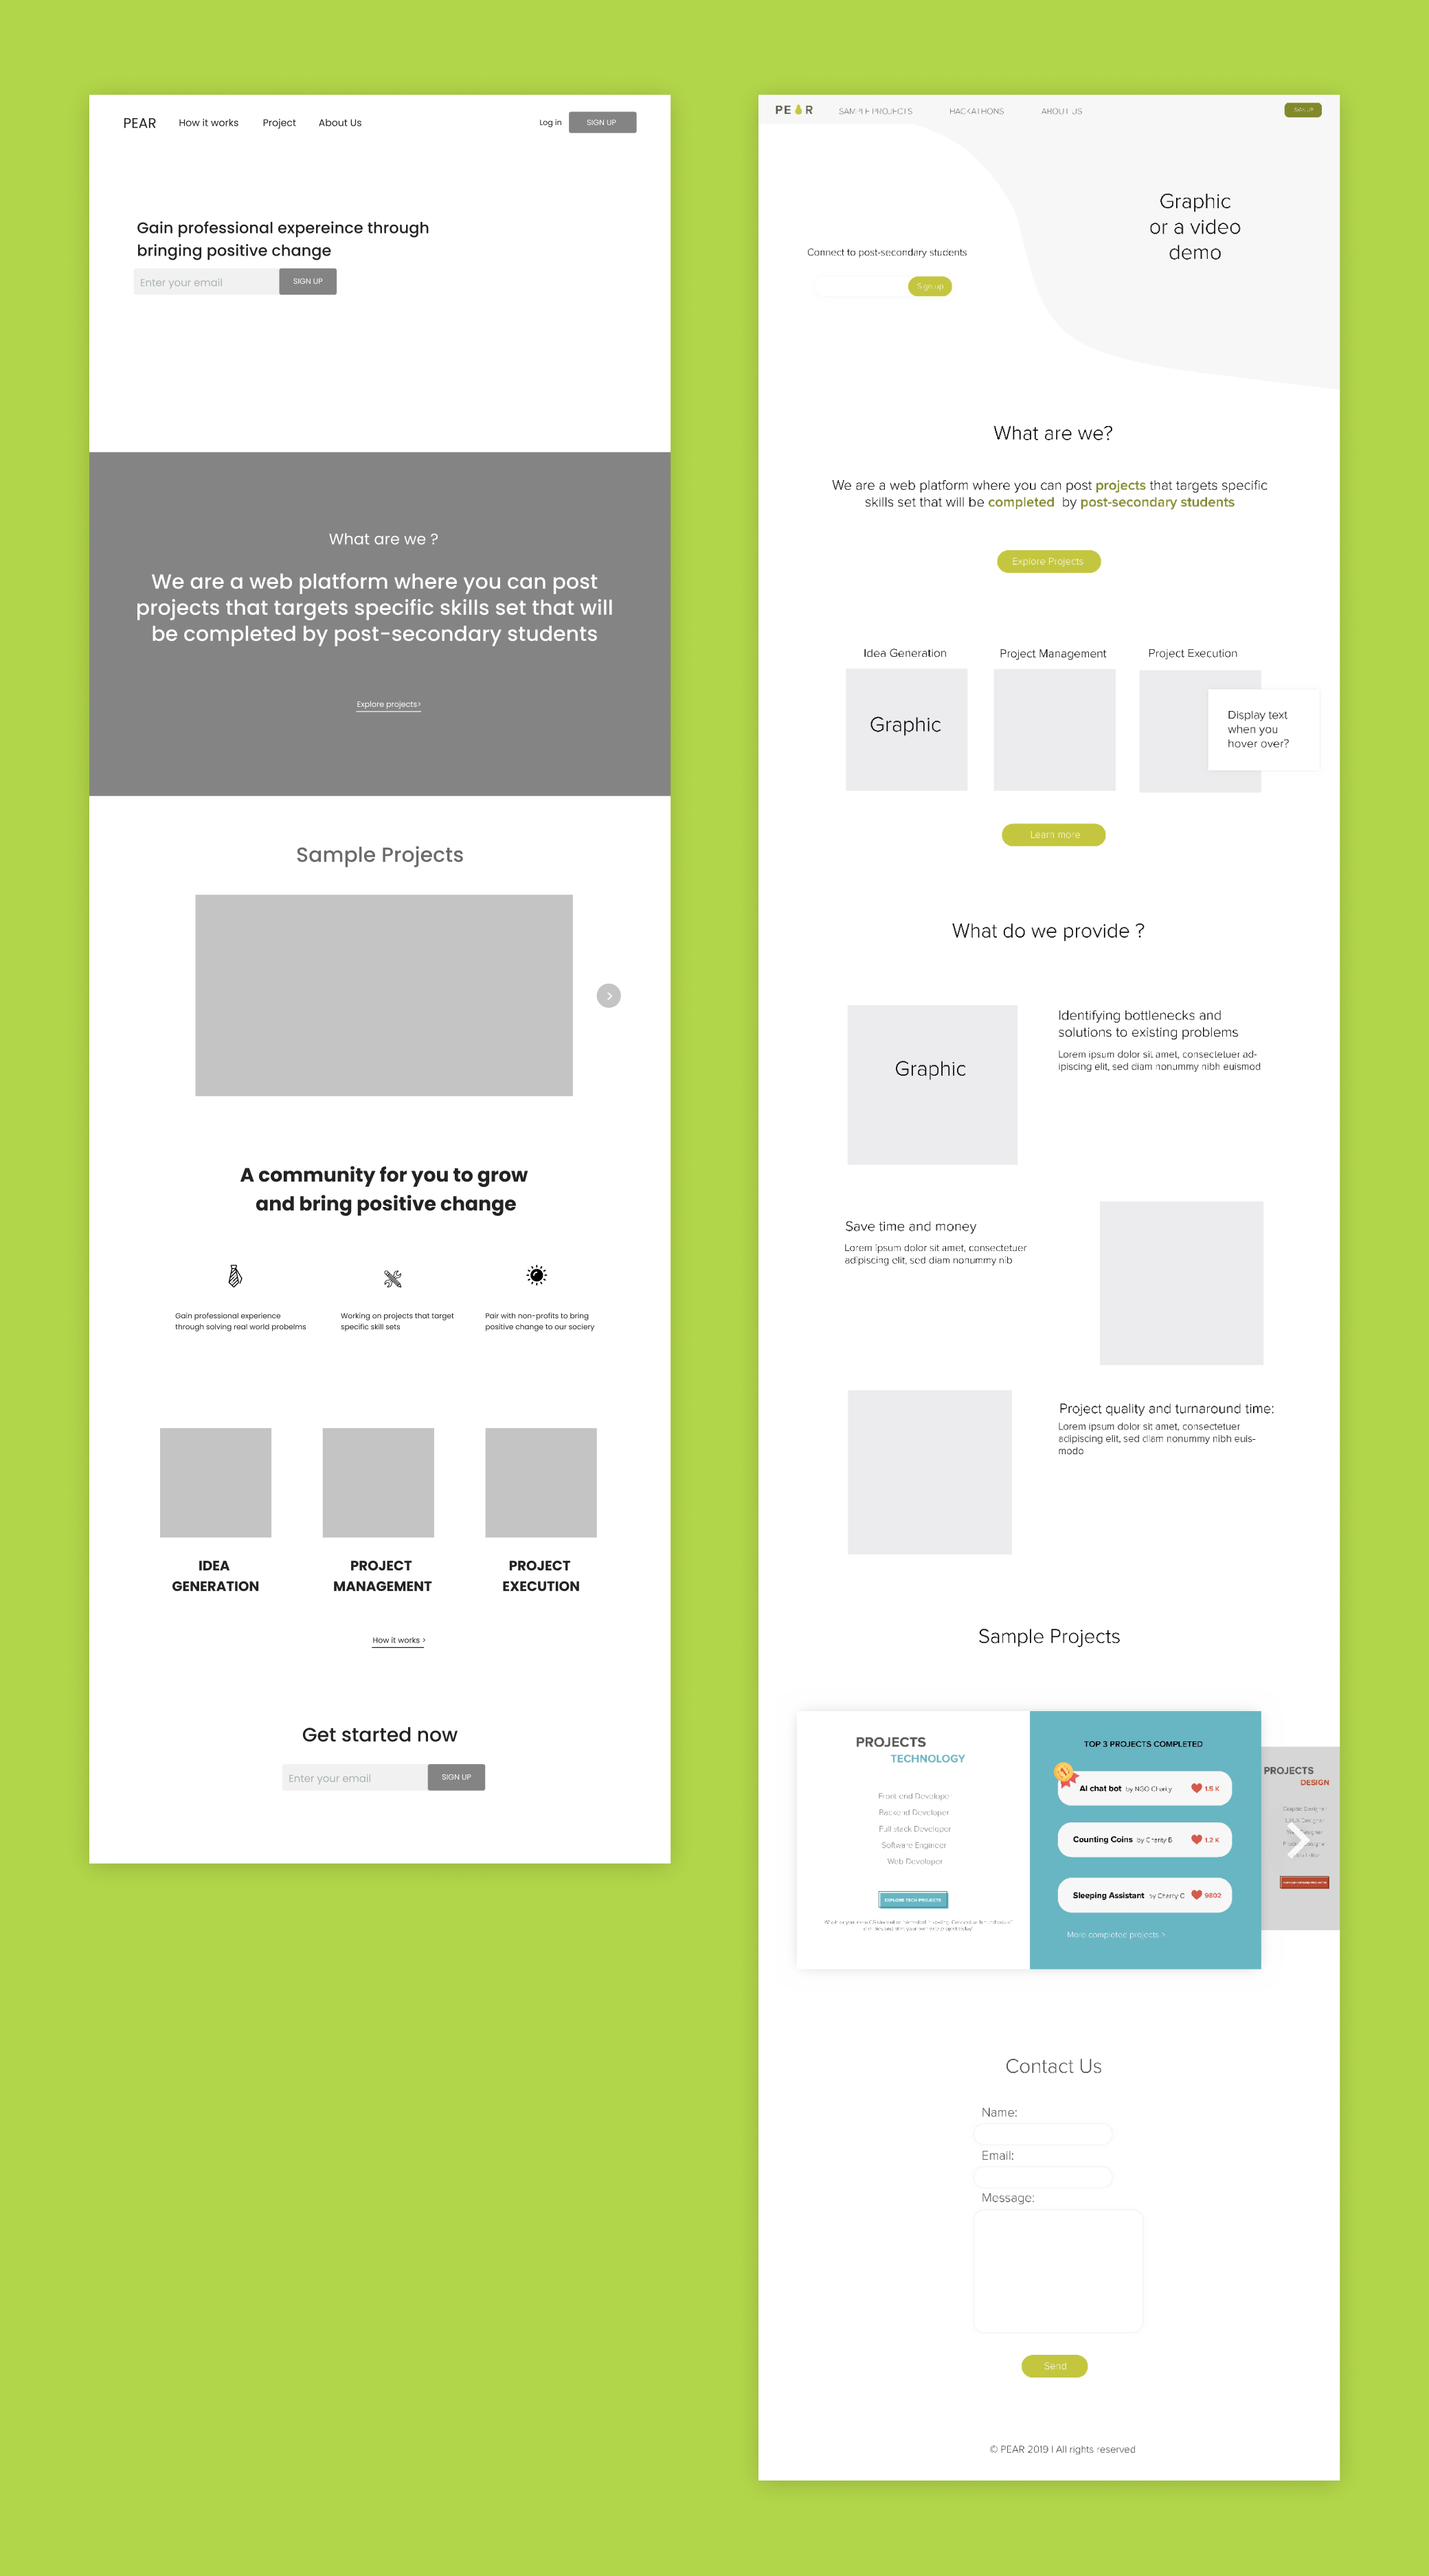 PEAR How it works Project About Us Log in SIGN UP
Gain professional expereince through
bringing positive change
Enter your email SIGN UP
What are we ?
We are a web platform where you can post
projects that targets specific skills set that will
be completed by post-secondary students
Explore projects>
Sample Projects
A community for you to grow
and bring positive change
Gain professional experience
through solving real world probelms
Working on projects that target
specific skill sets
Pair with non-profits to bring
positive change to our sociery
IDEA
GENERATION
PROJECT
MANAGEMENT
PROJECT
EXECUTION
How it works >
Get started now
Enter your email SIGN UP
PE R SAMPLE PROJECTS HACKATHONS ABOUT US SIGN UP
Graphic
or a video
demo
Connect to post-secondary students
Sign up
What are we?
We are a web platform where you can post projects that targets specific
skills set that will be completed by post-secondary students
Explore Projects
Idea Generation Project Management Project Execution
Graphic
Display text
when you
hover over?
Learn more
What do we provide ?
Graphic
Identifying bottlenecks and
solutions to existing problems
Lorem ipsum dolor sit amet, consectetuer ad-
ipiscing elit, sed diam nonummy nibh euismod
Save time and money
Lorem ipsum dolor sit amet, consectetuer
adipiscing elit, sed diam nonummy nib
Project quality and turnaround time:
Lorem ipsum dolor sit amet, consectetuer
adipiscing elit, sed diam nonummy nibh euis-
modo
Sample Projects
PROJECTS
TECHNOLOGY
Front end Develope
Backend Developer
Full stack Developer
Software Engineer
Web Developer
EXPLORE TECH PROJECTS
TOP 3 PROJECTS COMPLETED
AI chat bot by NGO Charity 1.5 K
Counting Coins by Charity B 1.2 K
Sleeping Assistant by Charry C 9802
More completed projects >
PROJECTS
DESIGN
Graphic Designer
Contact Us
Name:
Email:
Message:
Send
© PEAR 2019 I All rights reserved